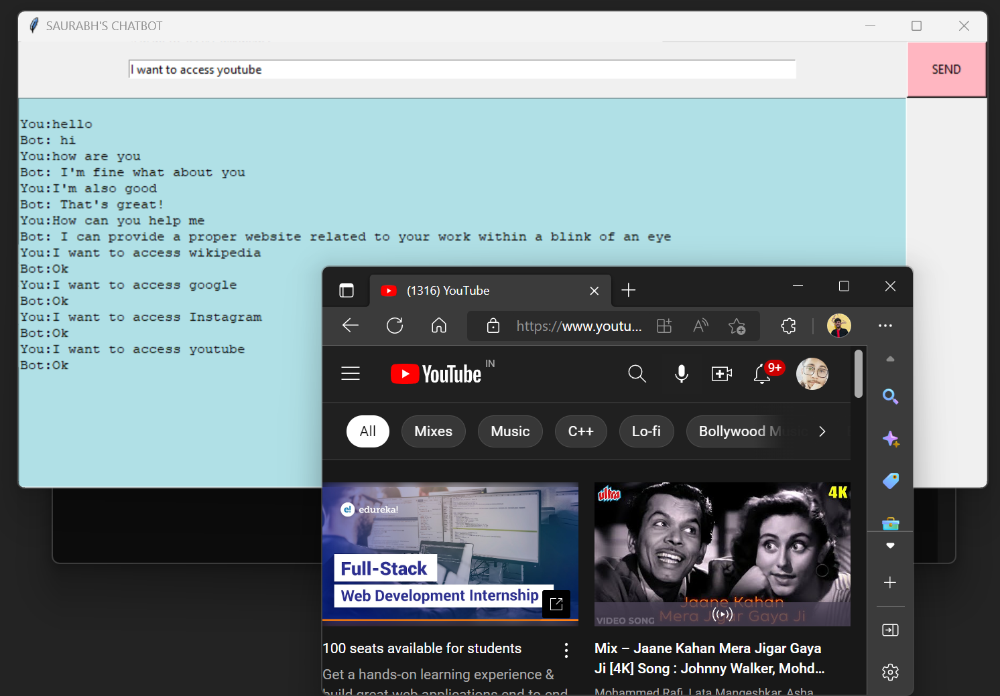 SAURABH'S CHATBOT
I want to access youtube
SEND
You:hello
Bot: hi
You:how are you
Bot: I'm fine what about you
You:I'm also good
Bot: That's great!
You:How can you help me
Bot: I can provide a proper website related to your work within a blink of an eye
You:I want to access wikipedia
Bot:Ok
You:I want to access google
Bot:Ok
You:I want to access Instagram
Bot:Ok
You:I want to access youtube
Bot:Ok
(1316) YouTube
https://www.youtu...
YouTube IN
9+
All Mixes Music C++ Lo-fi Bollywood Music
e! edureka!
Full-Stack
Web Development Internship
ultra
4K
Jaane Kahan
Mera Jigar Gaya Ji
VIDEO SONG
100 seats available for students
Get a hands-on learning experience &
build great web applications end to end
Mix – Jaane Kahan Mera Jigar Gaya
Ji [4K] Song : Johnny Walker, Mohd...
Mohammed Rafi, Lata Mangeshkar, Asha